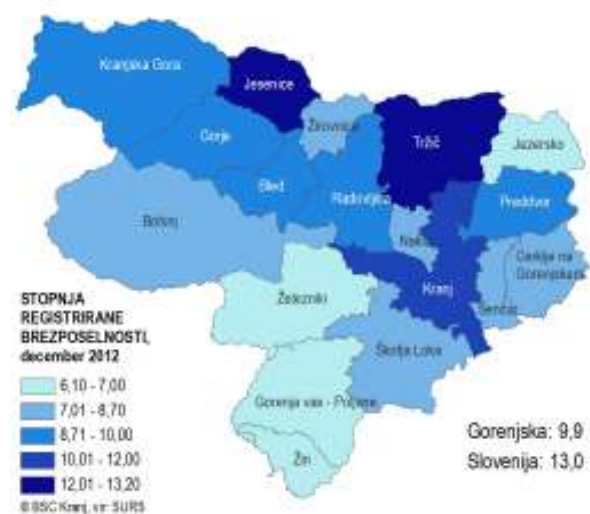 Kranjska Gora
Jesenice
Žirovnica
Tržič
Jezersko
Gorje
Bled
Radovljica
Preddvor
Bohinj
Naklo
Cerklje na
Gorenjskem
Kranj
Šenčur
Železniki
Škofja Loka
Gorenja vas - Poljane
Žiri
STOPNJA
REGISTRIRANE
BREZPOSELNOSTI,
december 2012
6,10 - 7,00
7,01 - 8,70
8,71 - 10,00
10,01 - 12,00
12,01 - 13,20
Gorenjska: 9,9
Slovenija: 13,0
© BSC Kranj, vir: SURS